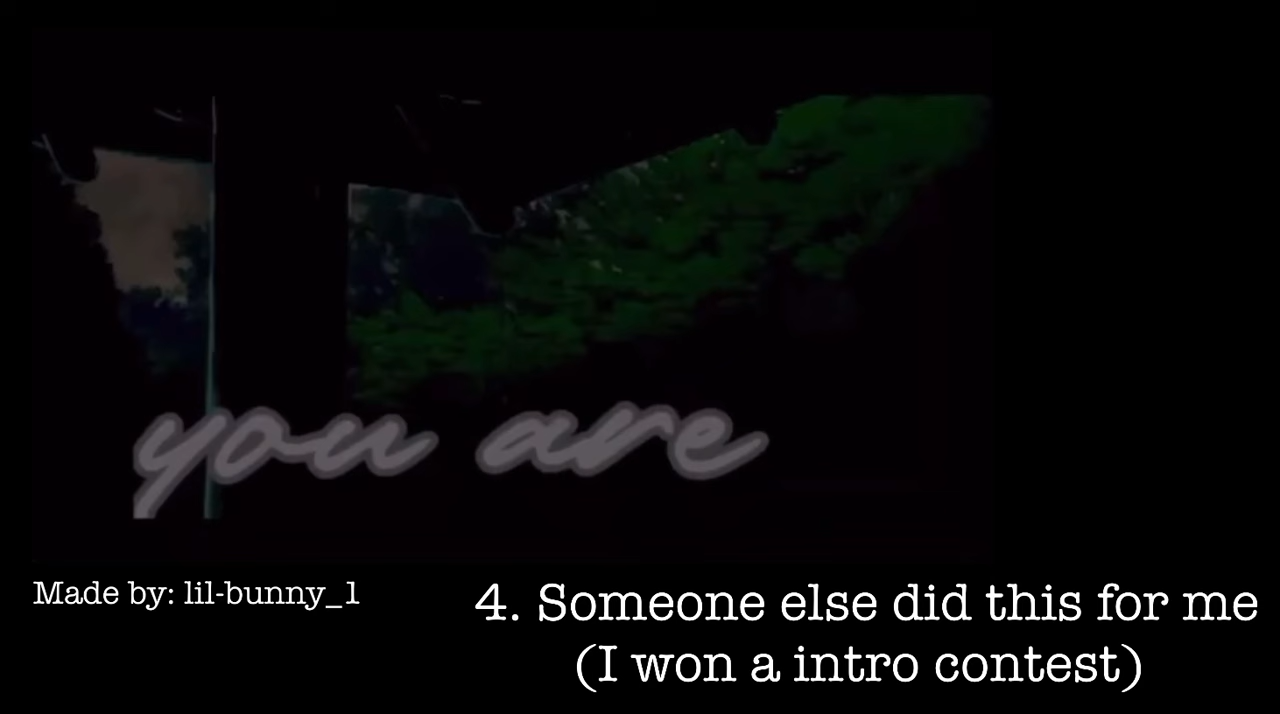 you are
Made by: lil-bunny_1
4. Someone else did this for me
(I won a intro contest)